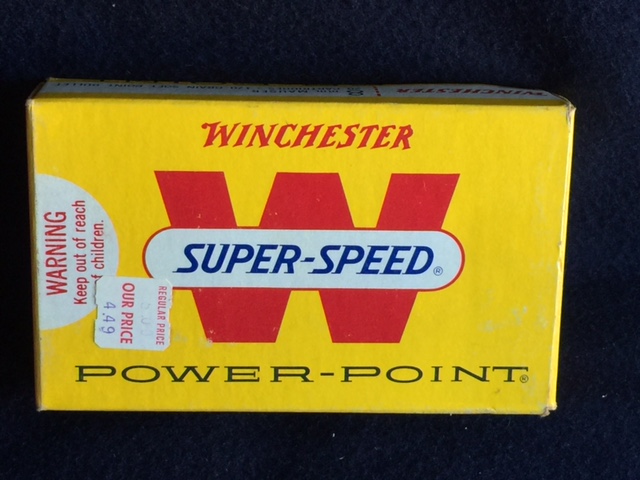 WINCHESTER
WINCHESTER
W
SUPER-SPEED®
POWER-POINT®
WARNING
Keep out of reach
of children.
REGULAR PRICE
OUR PRICE
4.49